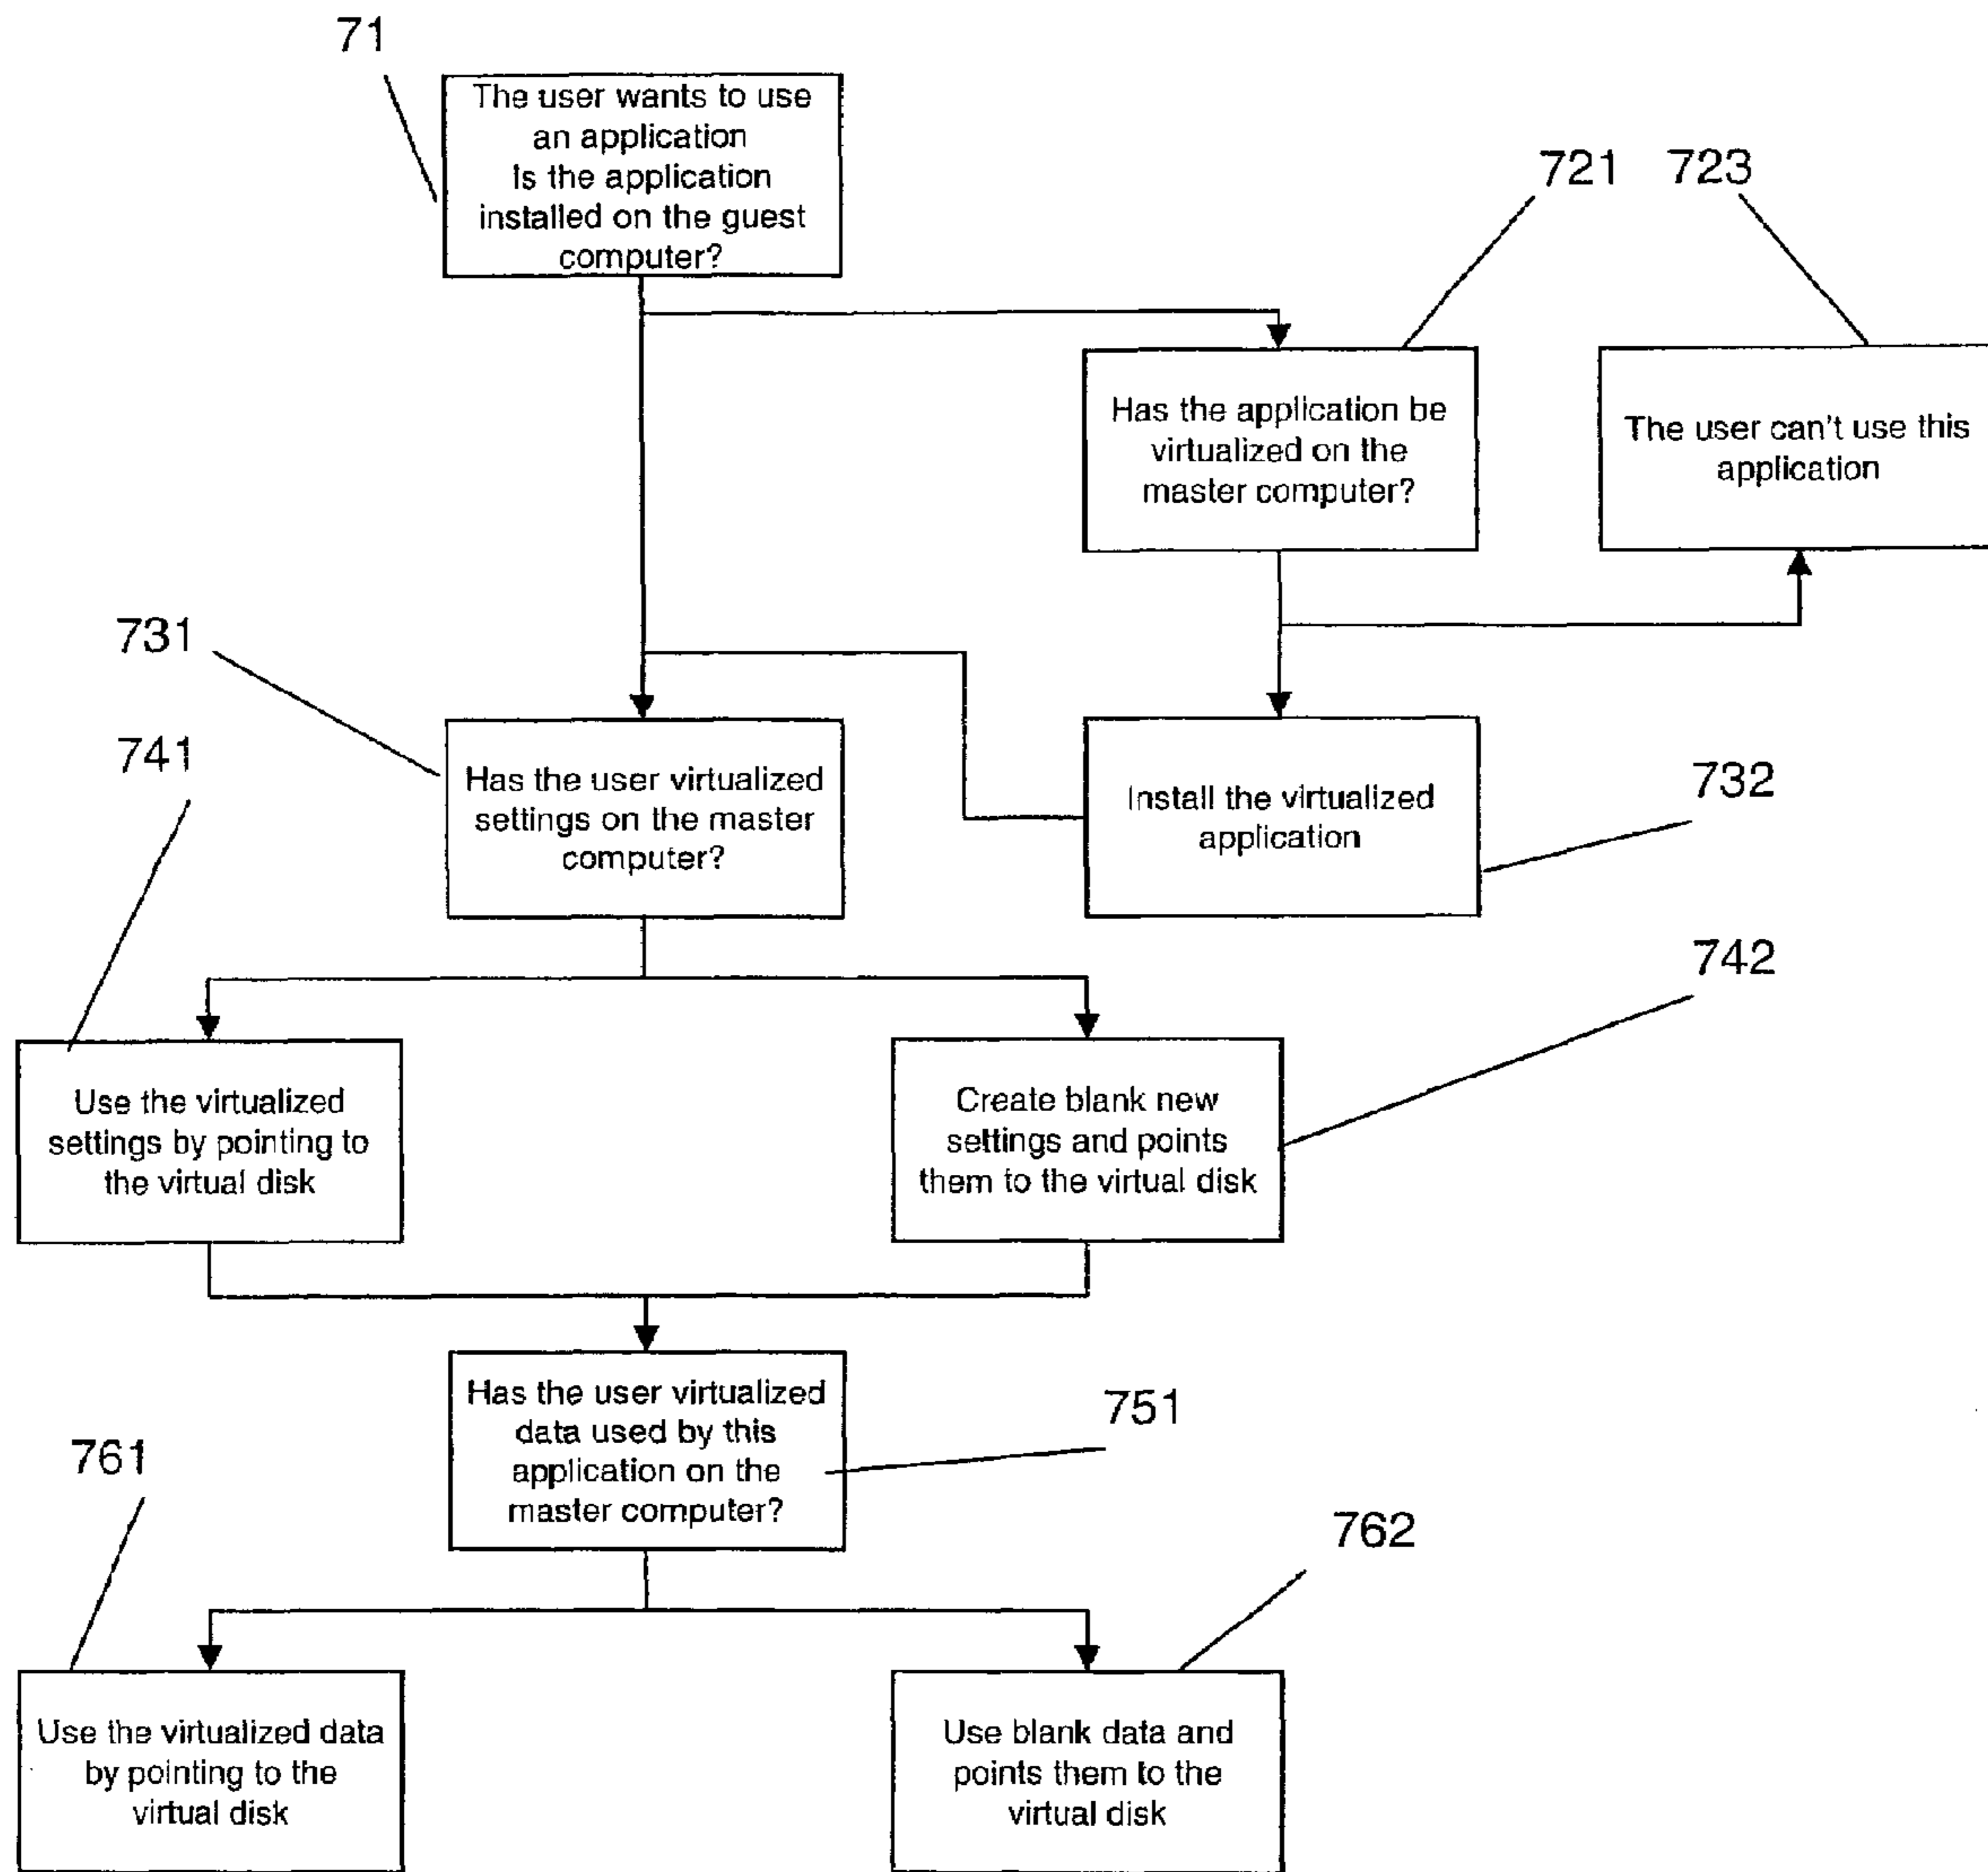 71
The user wants to use
an application
Is the application
installed on the guest
computer?
721
723
Has the application be
virtualized on the
master computer?
The user can't use this
application
731
Has the user virtualized
settings on the master
computer?
Install the virtualized
application
732
741
742
Use the virtualized
settings by pointing to
the virtual disk
Create blank new
settings and points
them to the virtual disk
Has the user virtualized
data used by this
application on the
master computer?
751
761
762
Use the virtualized data
by pointing to the
virtual disk
Use blank data and
points them to the
virtual disk